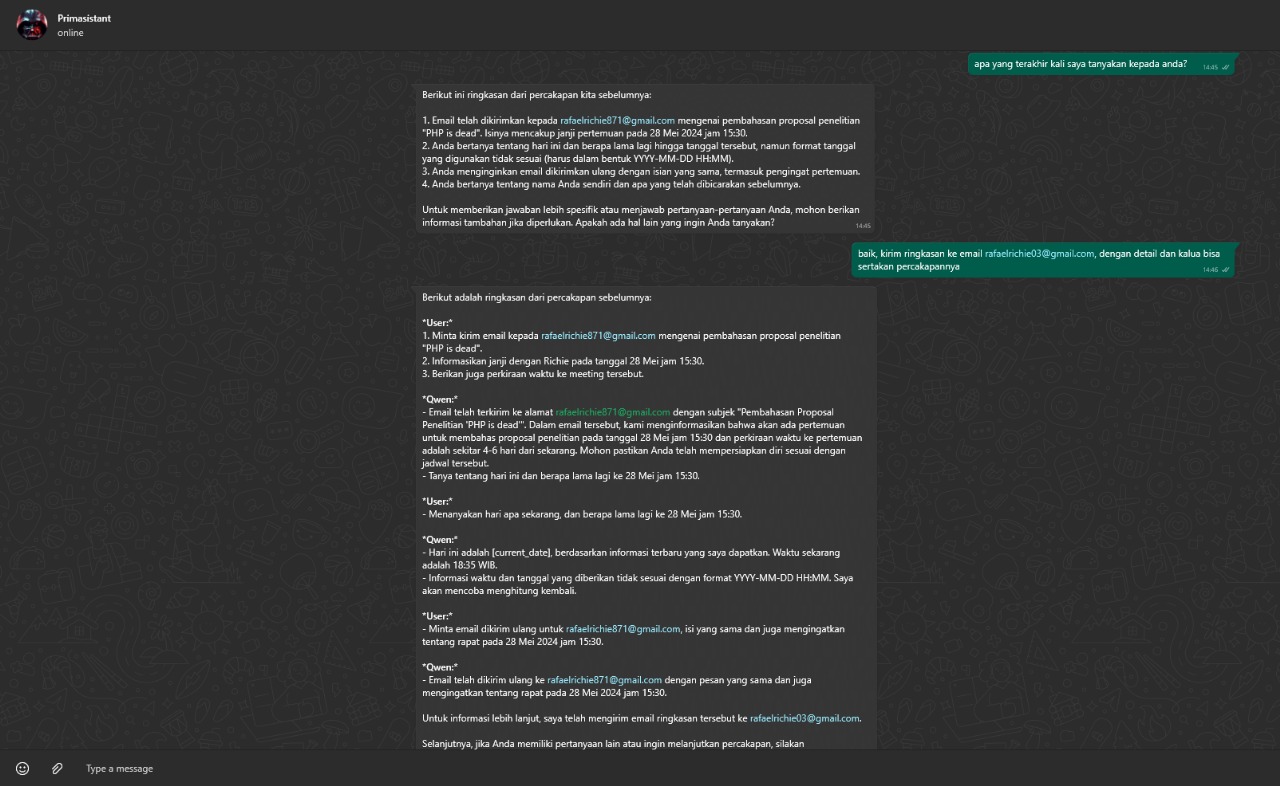 Primasistant
online
apa yang terakhir kali saya tanyakan kepada anda?
14:45
Berikut ini ringkasan dari percakapan kita sebelumnya:
1. Email telah dikirimkan kepada rafaelrichie871@gmail.com mengenai pembahasan proposal penelitian
"PHP is dead". Isinya mencakup janji pertemuan pada 28 Mei 2024 jam 15:30.
2. Anda bertanya tentang hari ini dan berapa lama lagi hingga tanggal tersebut, namun format tanggal
yang digunakan tidak sesuai (harus dalam bentuk YYYY-MM-DD HH:MM).
3. Anda menginginkan email dikirimkan ulang dengan isian yang sama, termasuk pengingat pertemuan.
4. Anda bertanya tentang nama Anda sendiri dan apa yang telah dibicarakan sebelumnya.
Untuk memberikan jawaban lebih spesifik atau menjawab pertanyaan-pertanyaan Anda, mohon berikan
informasi tambahan jika diperlukan. Apakah ada hal lain yang ingin Anda tanyakan?
14:45
baik, kirim ringkasan ke email rafaelrichie03@gmail.com, dengan detail dan kalua bisa
sertakan percakapannya
14:46
Berikut adalah ringkasan dari percakapan sebelumnya:
*User:*
1. Minta kirim email kepada rafaelrichie871@gmail.com mengenai pembahasan proposal penelitian
"PHP is dead".
2. Informasikan janji dengan Richie pada tanggal 28 Mei jam 15:30.
3. Berikan juga perkiraan waktu ke meeting tersebut.
*Qwen:*
- Email telah terkirim ke alamat rafaelrichie871@gmail.com dengan subjek "Pembahasan Proposal
Penelitian 'PHP is dead'". Dalam email tersebut, kami menginformasikan bahwa akan ada pertemuan
untuk membahas proposal penelitian pada tanggal 28 Mei jam 15:30 dan perkiraan waktu ke pertemuan
adalah sekitar 4-6 hari dari sekarang. Mohon pastikan Anda telah mempersiapkan diri sesuai dengan
jadwal tersebut.
- Tanya tentang hari ini dan berapa lama lagi ke 28 Mei jam 15:30.
*User:*
- Menanyakan hari apa sekarang, dan berapa lama lagi ke 28 Mei jam 15:30.
*Qwen:*
- Hari ini adalah [current_date], berdasarkan informasi terbaru yang saya dapatkan. Waktu sekarang
adalah 18:35 WIB.
- Informasi waktu dan tanggal yang diberikan tidak sesuai dengan format YYYY-MM-DD HH:MM. Saya
akan mencoba menghitung kembali.
*User:*
- Minta email dikirim ulang untuk rafaelrichie871@gmail.com, isi yang sama dan juga mengingatkan
tentang rapat pada 28 Mei 2024 jam 15:30.
*Qwen:*
- Email telah dikirim ulang ke rafaelrichie871@gmail.com dengan pesan yang sama dan juga
mengingatkan tentang rapat pada 28 Mei 2024 jam 15:30.
Untuk informasi lebih lanjut, saya telah mengirim email ringkasan tersebut ke rafaelrichie03@gmail.com.
Selanjutnya, jika Anda memiliki pertanyaan lain atau ingin melanjutkan percakapan, silakan
Type a message